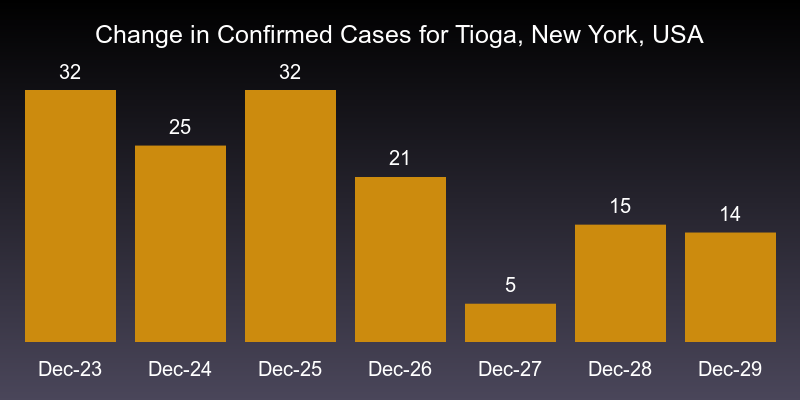 Change in Confirmed Cases for Tioga, New York, USA
32
25
32
21
5
15
14
Dec-23
Dec-24
Dec-25
Dec-26
Dec-27
Dec-28
Dec-29